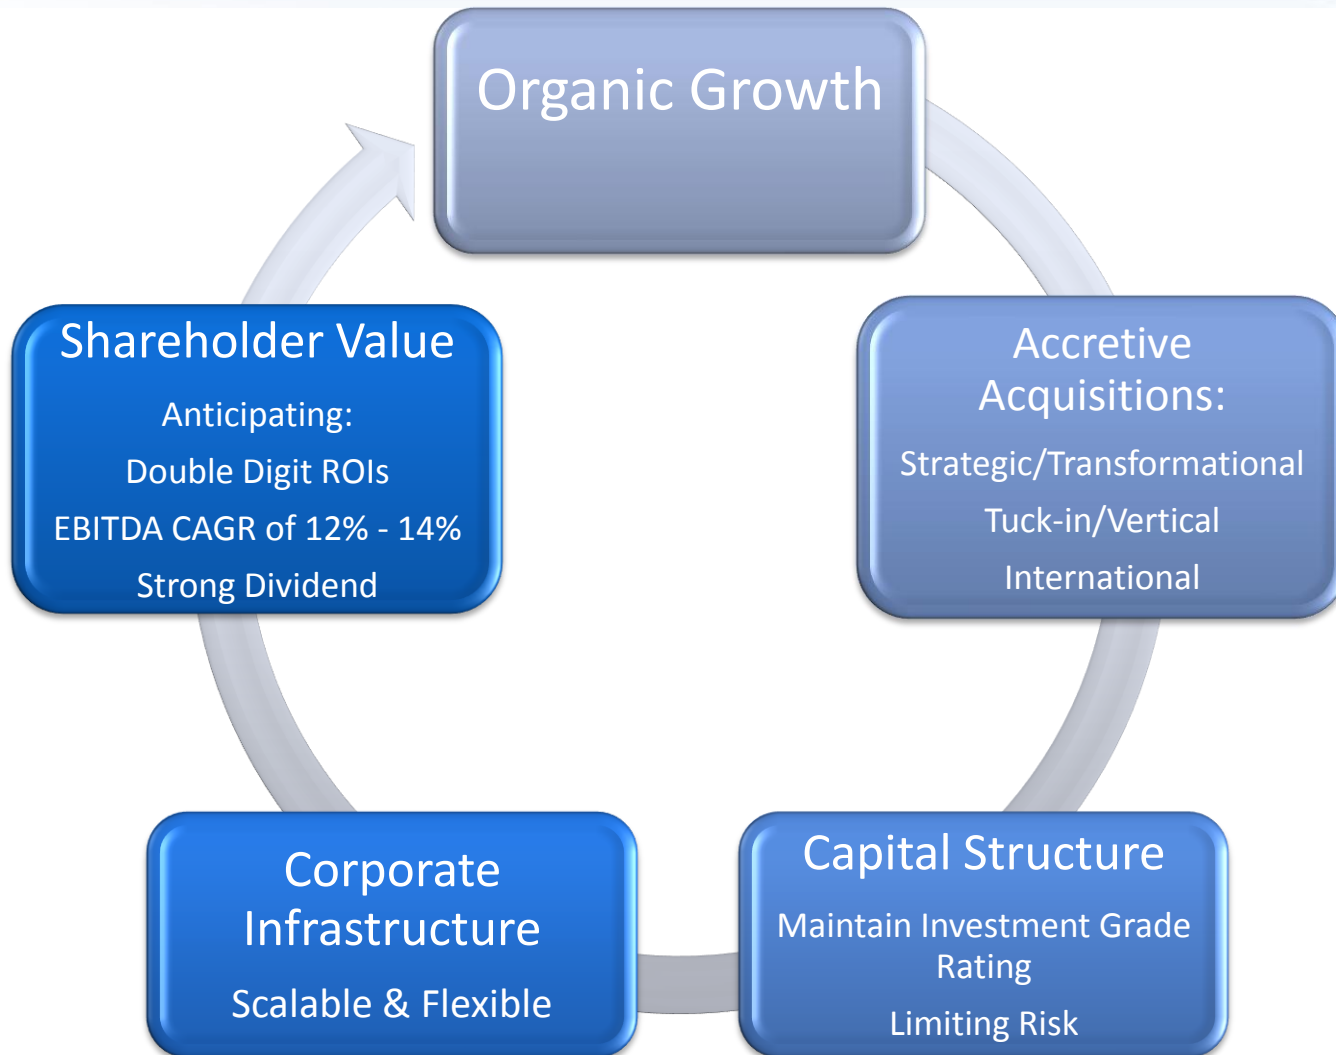 Organic Growth
Accretive
Acquisitions:
Strategic/Transformational
Tuck-in/Vertical
International
Capital Structure
Maintain Investment Grade
Rating
Limiting Risk
Corporate
Infrastructure
Scalable & Flexible
Shareholder Value
Anticipating:
Double Digit ROIs
EBITDA CAGR of 12% - 14%
Strong Dividend